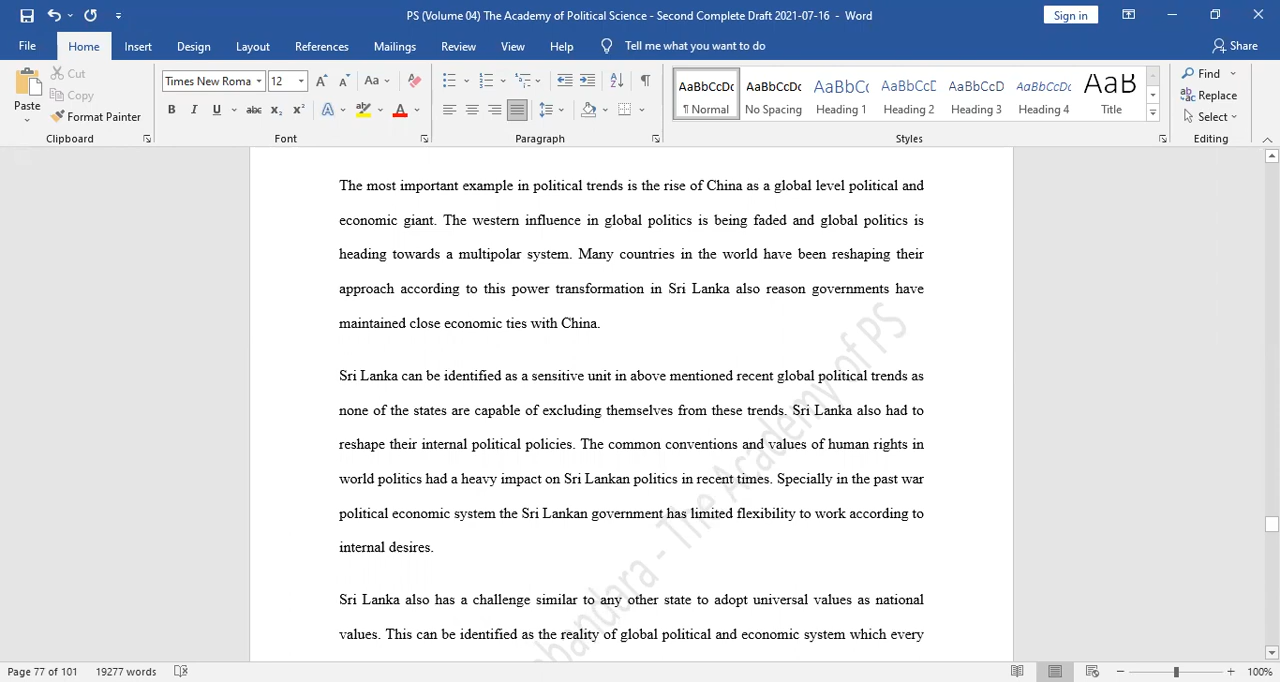 PS (Volume 04) The Academy of Political Science - Second Complete Draft 2021-07-16 - Word
Sign in
File Home Insert Design Layout References Mailings Review View Help Tell me what you want to do Share
Paste
Cut
Copy
Format Painter
Clipboard
Times New Roma 12 Aa
B I U abc x₂ x² A A
Font
Paragraph
AaBbCcDc AaBbCcDc AaBbCc AaBbCcD AaBbCcD AaBbCcDc AaB
¶ Normal No Spacing Heading 1 Heading 2 Heading 3 Heading 4 Title
Styles
Find
Replace
Select
Editing
The most important example in political trends is the rise of China as a global level political and
economic giant. The western influence in global politics is being faded and global politics is
heading towards a multipolar system. Many countries in the world have been reshaping their
approach according to this power transformation in Sri Lanka also reason governments have
maintained close economic ties with China.
Sri Lanka can be identified as a sensitive unit in above mentioned recent global political trends as
none of the states are capable of excluding themselves from these trends. Sri Lanka also had to
reshape their internal political policies. The common conventions and values of human rights in
world politics had a heavy impact on Sri Lankan politics in recent times. Specially in the past war
political economic system the Sri Lankan government has limited flexibility to work according to
internal desires.
Sri Lanka also has a challenge similar to any other state to adopt universal values as national
values. This can be identified as the reality of global political and economic system which every
bandara - The Academy of PS
Page 77 of 101 19277 words 100%